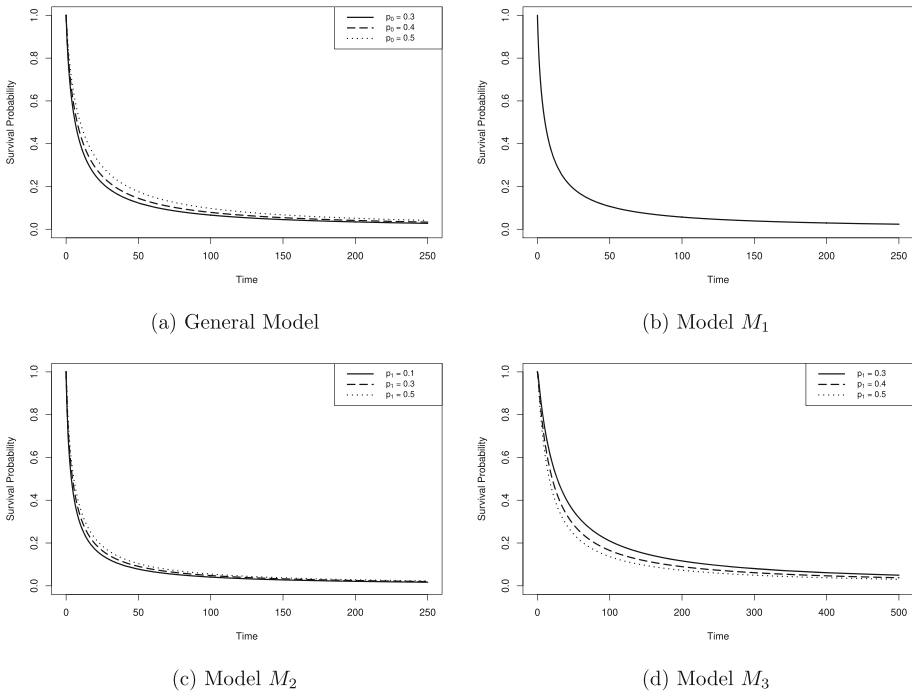 1.0
0.8
0.6
0.4
0.2
0.0
Survival Probability
p₀ = 0.3
p₀ = 0.4
p₀ = 0.5
0 50 100 150 200 250
Time
(a) General Model
1.0
0.8
0.6
0.4
0.2
0.0
Survival Probability
0 50 100 150 200 250
Time
(b) Model M₁
1.0
0.8
0.6
0.4
0.2
0.0
Survival Probability
p₁ = 0.1
p₁ = 0.3
p₁ = 0.5
0 50 100 150 200 250
Time
(c) Model M₂
1.0
0.8
0.6
0.4
0.2
0.0
Survival Probability
p₁ = 0.3
p₁ = 0.4
p₁ = 0.5
0 100 200 300 400 500
Time
(d) Model M₃